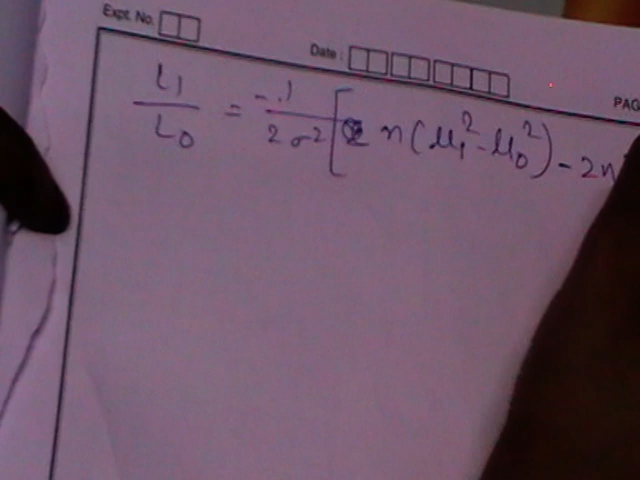 Expt. No.
Date :
PAG
L1/L0 = -1/2σ² [ n(μ₁² - μ₀²) - 2n